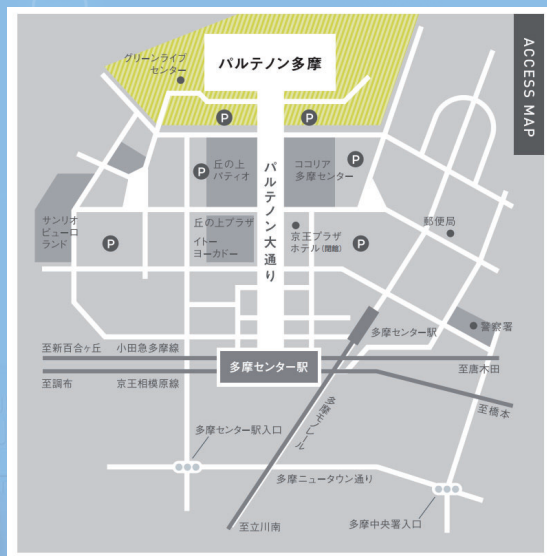 ACCESS MAP
グリーンライブ
センター
パルテノン多摩
P
P
P
P
丘の上
パティオ
ココリア
多摩センター
パルテノン大通り
サンリオ
ピューロ
ランド
P
丘の上プラザ
イトー
ヨーカドー
京王プラザ
ホテル(閉館)
P
郵便局
多摩センター駅
警察署
至新百合ヶ丘 小田急多摩線
多摩センター駅
至唐木田
至調布 京王相模原線
至橋本
多摩モノレール
多摩センター駅入口
多摩ニュータウン通り
至立川南
多摩中央署入口